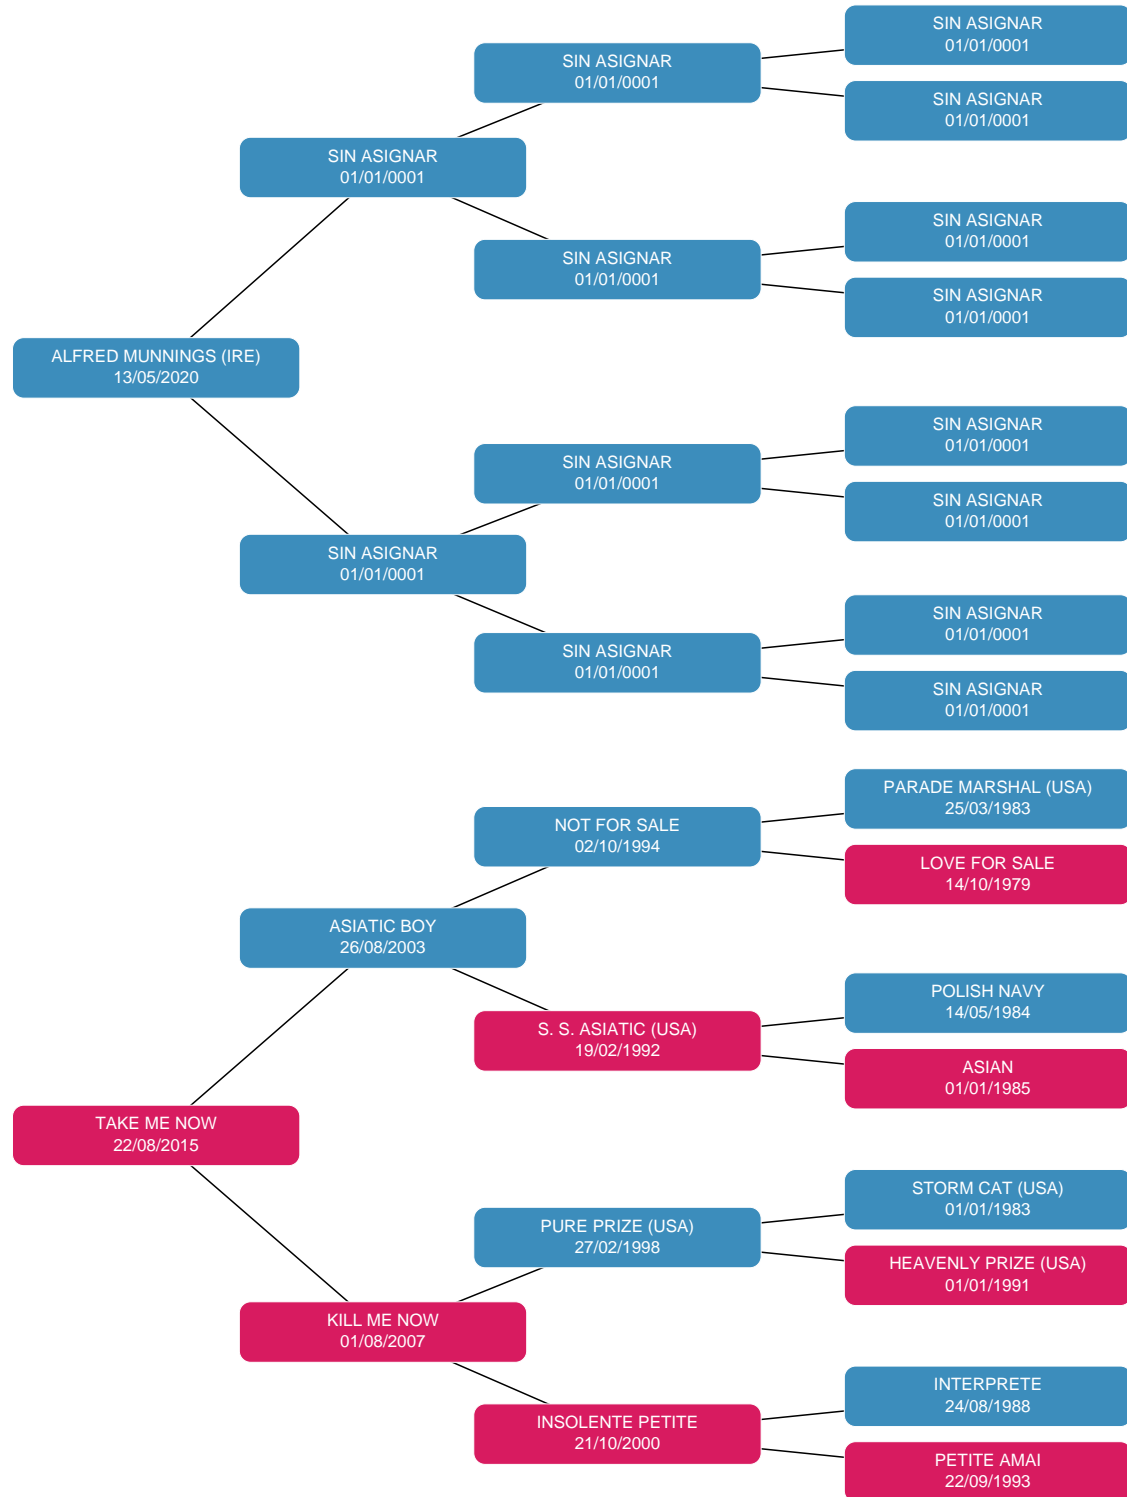 SIN ASIGNAR
01/01/0001
SIN ASIGNAR
01/01/0001
SIN ASIGNAR
01/01/0001
SIN ASIGNAR
01/01/0001
SIN ASIGNAR
01/01/0001
SIN ASIGNAR
01/01/0001
SIN ASIGNAR
01/01/0001
ALFRED MUNNINGS (IRE)
13/05/2020
SIN ASIGNAR
01/01/0001
SIN ASIGNAR
01/01/0001
SIN ASIGNAR
01/01/0001
SIN ASIGNAR
01/01/0001
SIN ASIGNAR
01/01/0001
SIN ASIGNAR
01/01/0001
SIN ASIGNAR
01/01/0001
PARADE MARSHAL (USA)
25/03/1983
NOT FOR SALE
02/10/1994
LOVE FOR SALE
14/10/1979
ASIATIC BOY
26/08/2003
POLISH NAVY
14/05/1984
S. S. ASIATIC (USA)
19/02/1992
ASIAN
01/01/1985
TAKE ME NOW
22/08/2015
STORM CAT (USA)
01/01/1983
PURE PRIZE (USA)
27/02/1998
HEAVENLY PRIZE (USA)
01/01/1991
KILL ME NOW
01/08/2007
INTERPRETE
24/08/1988
INSOLENTE PETITE
21/10/2000
PETITE AMAI
22/09/1993